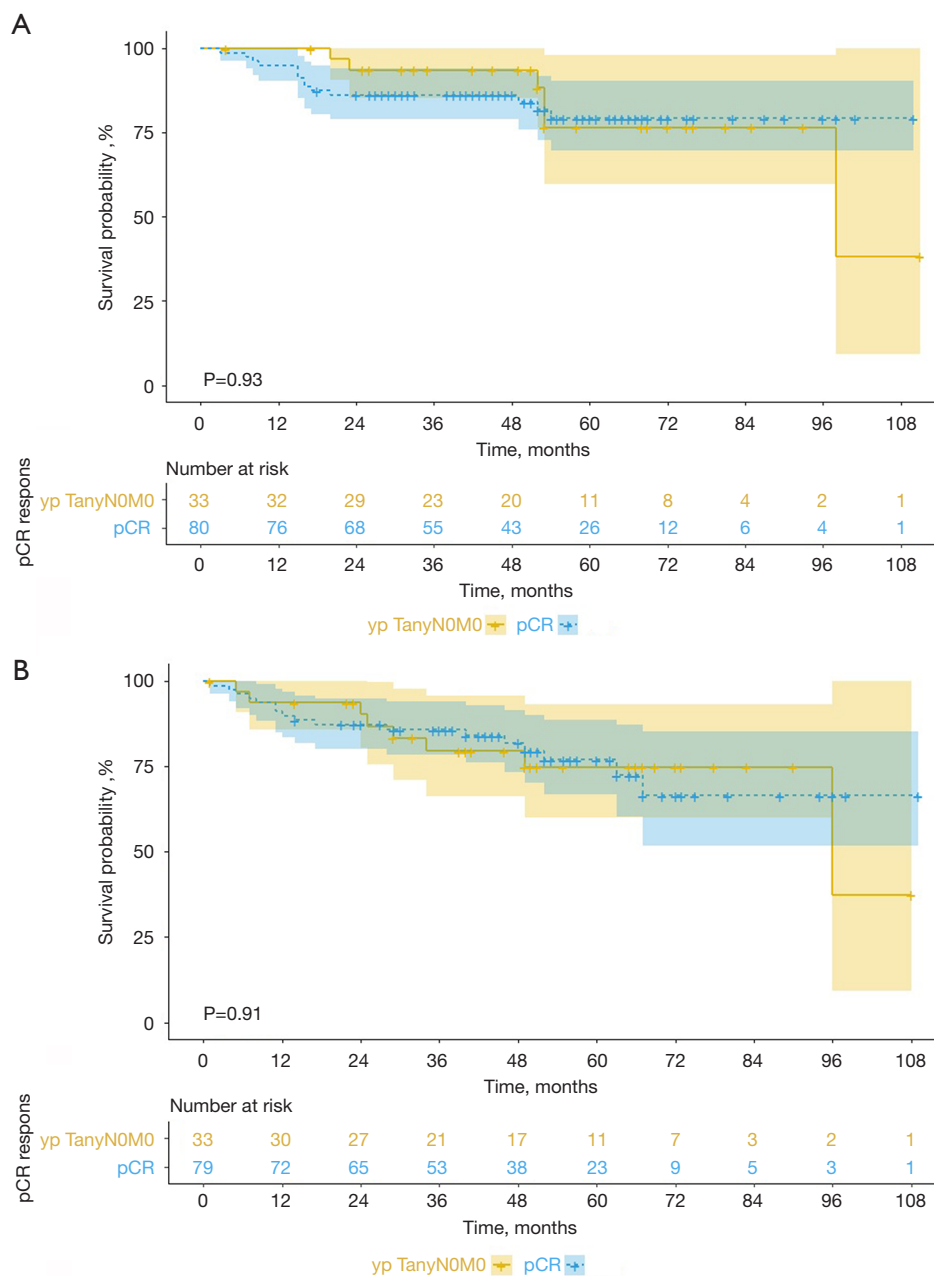 A
100
75
50
25
0
Survival probability ,%
P=0.93
0 12 24 36 48 60 72 84 96 108
Time, months
Number at risk
pCR respons
yp TanyN0M0 33 32 29 23 20 11 8 4 2 1
pCR 80 76 68 55 43 26 12 6 4 1
0 12 24 36 48 60 72 84 96 108
Time, months
yp TanyN0M0 pCR
B
100
75
50
25
0
Survival probability ,%
P=0.91
0 12 24 36 48 60 72 84 96 108
Time, months
Number at risk
pCR respons
yp TanyN0M0 33 30 27 21 17 11 7 3 2 1
pCR 79 72 65 53 38 23 9 5 3 1
0 12 24 36 48 60 72 84 96 108
Time, months
yp TanyN0M0 pCR